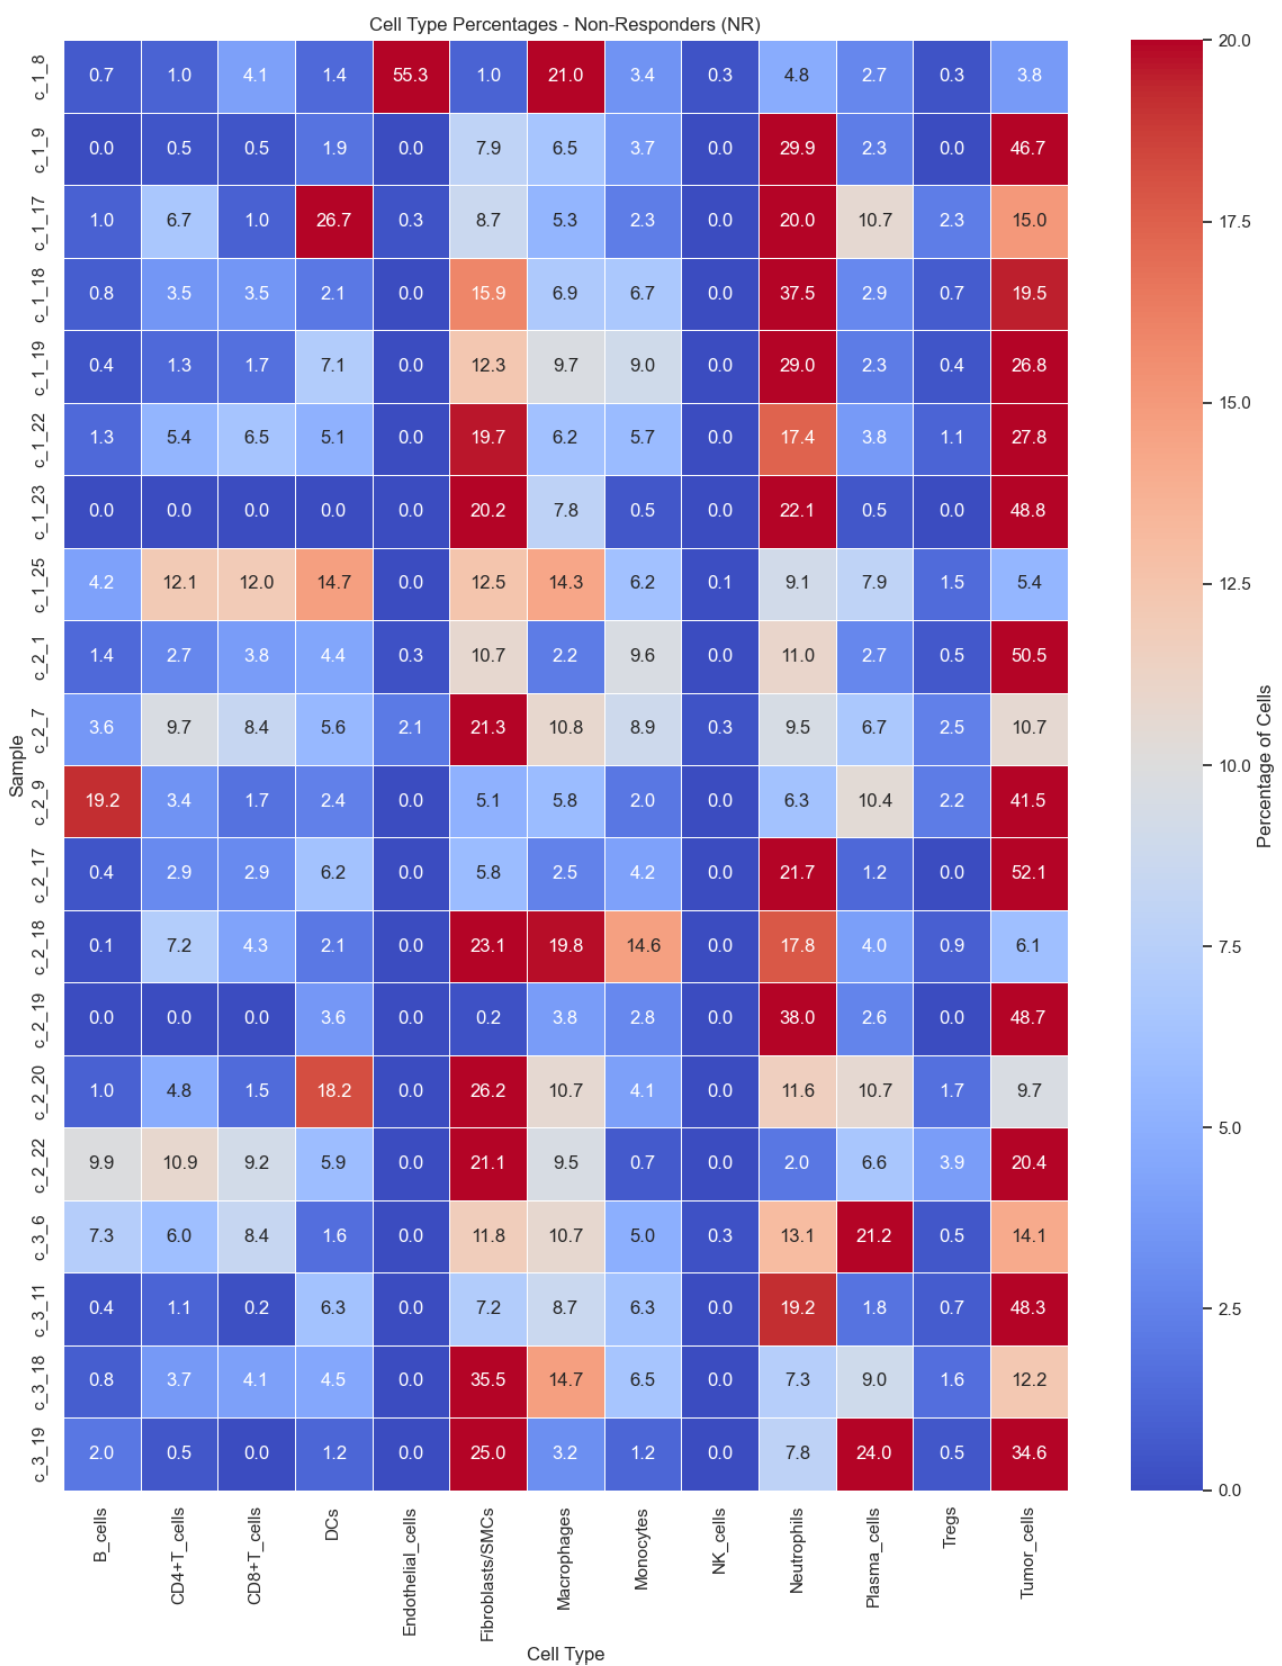 Cell Type Percentages - Non-Responders (NR)
c_1_8 0.7 1.0 4.1 1.4 55.3 1.0 21.0 3.4 0.3 4.8 2.7 0.3 3.8
c_1_9 0.0 0.5 0.5 1.9 0.0 7.9 6.5 3.7 0.0 29.9 2.3 0.0 46.7
c_1_17 1.0 6.7 1.0 26.7 0.3 8.7 5.3 2.3 0.0 20.0 10.7 2.3 15.0
c_1_18 0.8 3.5 3.5 2.1 0.0 15.9 6.9 6.7 0.0 37.5 2.9 0.7 19.5
c_1_19 0.4 1.3 1.7 7.1 0.0 12.3 9.7 9.0 0.0 29.0 2.3 0.4 26.8
c_1_22 1.3 5.4 6.5 5.1 0.0 19.7 6.2 5.7 0.0 17.4 3.8 1.1 27.8
c_1_23 0.0 0.0 0.0 0.0 0.0 20.2 7.8 0.5 0.0 22.1 0.5 0.0 48.8
c_1_25 4.2 12.1 12.0 14.7 0.0 12.5 14.3 6.2 0.1 9.1 7.9 1.5 5.4
c_2_1 1.4 2.7 3.8 4.4 0.3 10.7 2.2 9.6 0.0 11.0 2.7 0.5 50.5
c_2_7 3.6 9.7 8.4 5.6 2.1 21.3 10.8 8.9 0.3 9.5 6.7 2.5 10.7
c_2_9 19.2 3.4 1.7 2.4 0.0 5.1 5.8 2.0 0.0 6.3 10.4 2.2 41.5
c_2_17 0.4 2.9 2.9 6.2 0.0 5.8 2.5 4.2 0.0 21.7 1.2 0.0 52.1
c_2_18 0.1 7.2 4.3 2.1 0.0 23.1 19.8 14.6 0.0 17.8 4.0 0.9 6.1
c_2_19 0.0 0.0 0.0 3.6 0.0 0.2 3.8 2.8 0.0 38.0 2.6 0.0 48.7
c_2_20 1.0 4.8 1.5 18.2 0.0 26.2 10.7 4.1 0.0 11.6 10.7 1.7 9.7
c_2_22 9.9 10.9 9.2 5.9 0.0 21.1 9.5 0.7 0.0 2.0 6.6 3.9 20.4
c_3_6 7.3 6.0 8.4 1.6 0.0 11.8 10.7 5.0 0.3 13.1 21.2 0.5 14.1
c_3_11 0.4 1.1 0.2 6.3 0.0 7.2 8.7 6.3 0.0 19.2 1.8 0.7 48.3
c_3_18 0.8 3.7 4.1 4.5 0.0 35.5 14.7 6.5 0.0 7.3 9.0 1.6 12.2
c_3_19 2.0 0.5 0.0 1.2 0.0 25.0 3.2 1.2 0.0 7.8 24.0 0.5 34.6
Sample
B_cells
CD4+T_cells
CD8+T_cells
DCs
Endothelial_cells
Fibroblasts/SMCs
Macrophages
Monocytes
NK_cells
Neutrophils
Plasma_cells
Tregs
Tumor_cells
Cell Type
20.0
17.5
15.0
12.5
10.0
7.5
5.0
2.5
0.0
Percentage of Cells